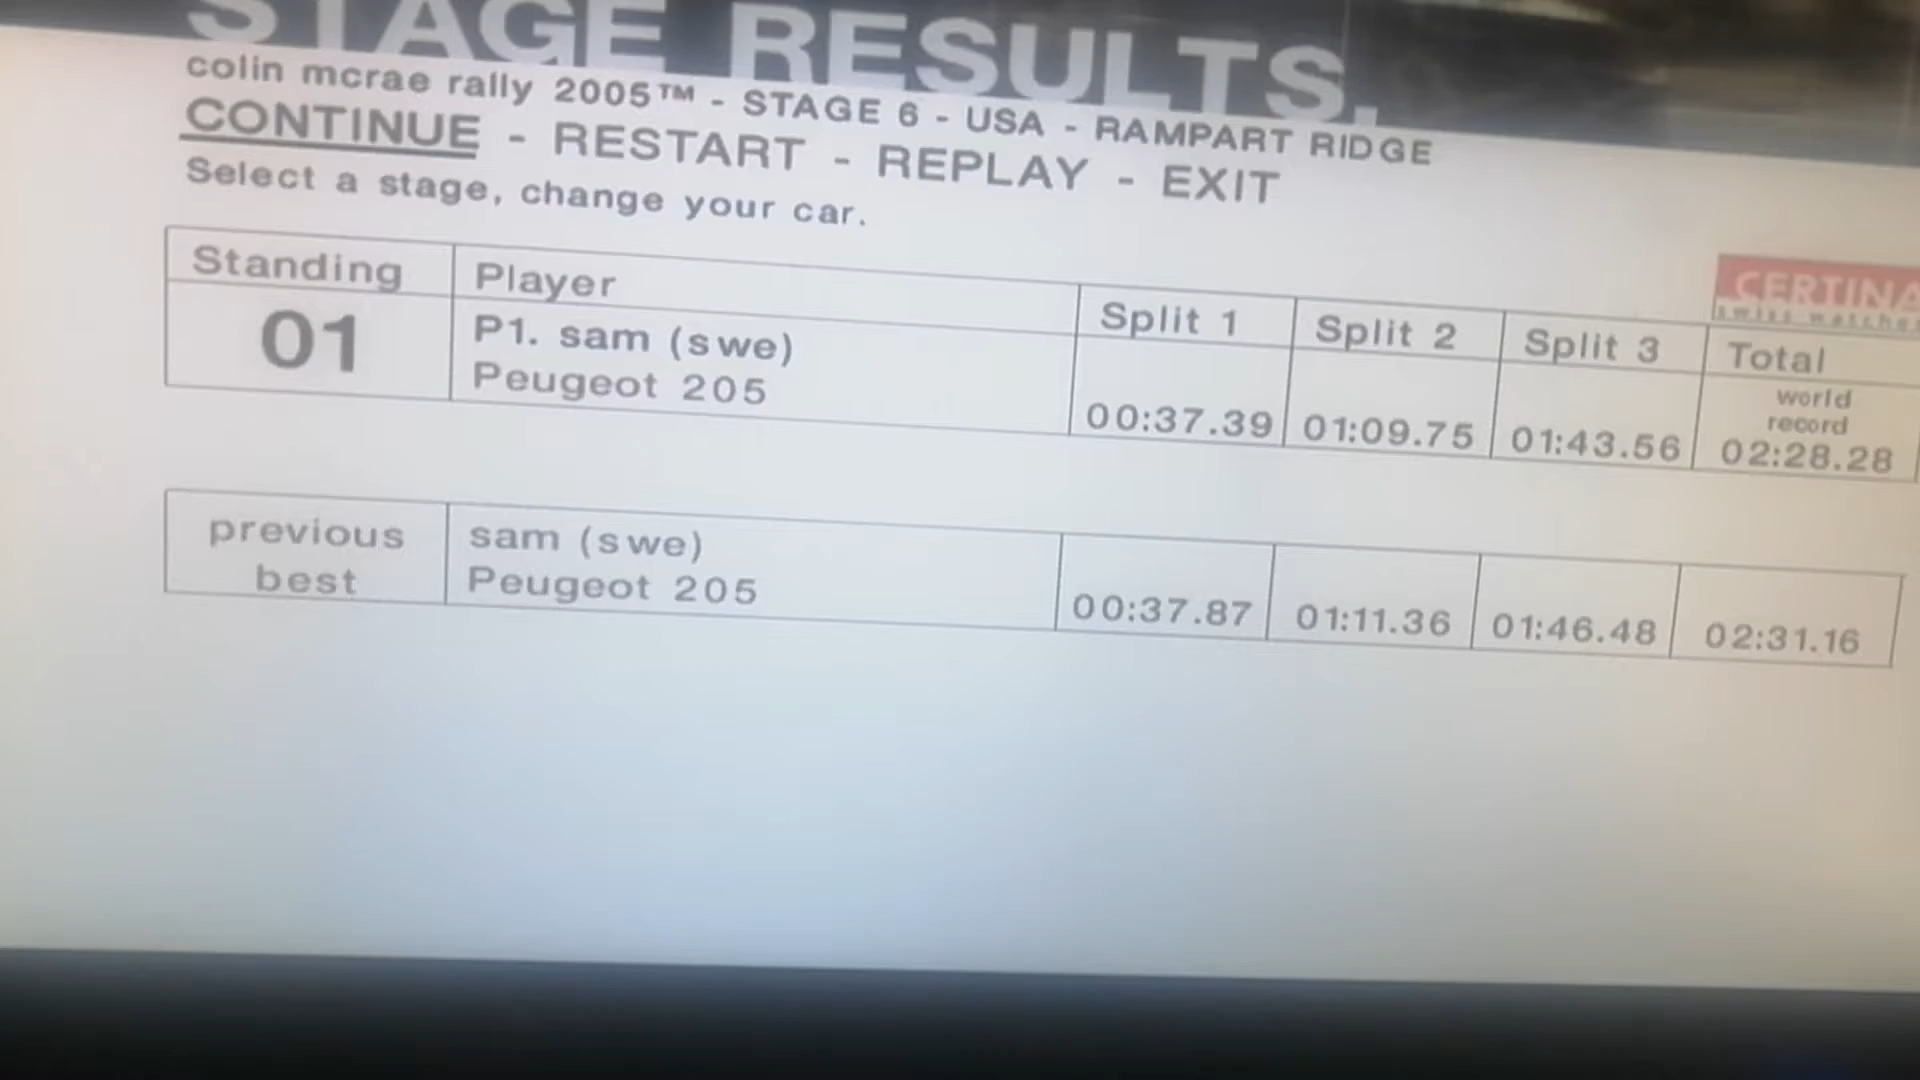 STAGE RESULTS.
colin mcrae rally 2005™ - STAGE 6 - USA - RAMPART RIDGE
CONTINUE - RESTART - REPLAY - EXIT
Select a stage, change your car.
CERTINA
swiss watches
Standing Player Split 1 Split 2 Split 3 Total
01 P1. sam (swe)
Peugeot 205 00:37.39 01:09.75 01:43.56 world
record
02:28.28
previous
best sam (swe)
Peugeot 205 00:37.87 01:11.36 01:46.48 02:31.16